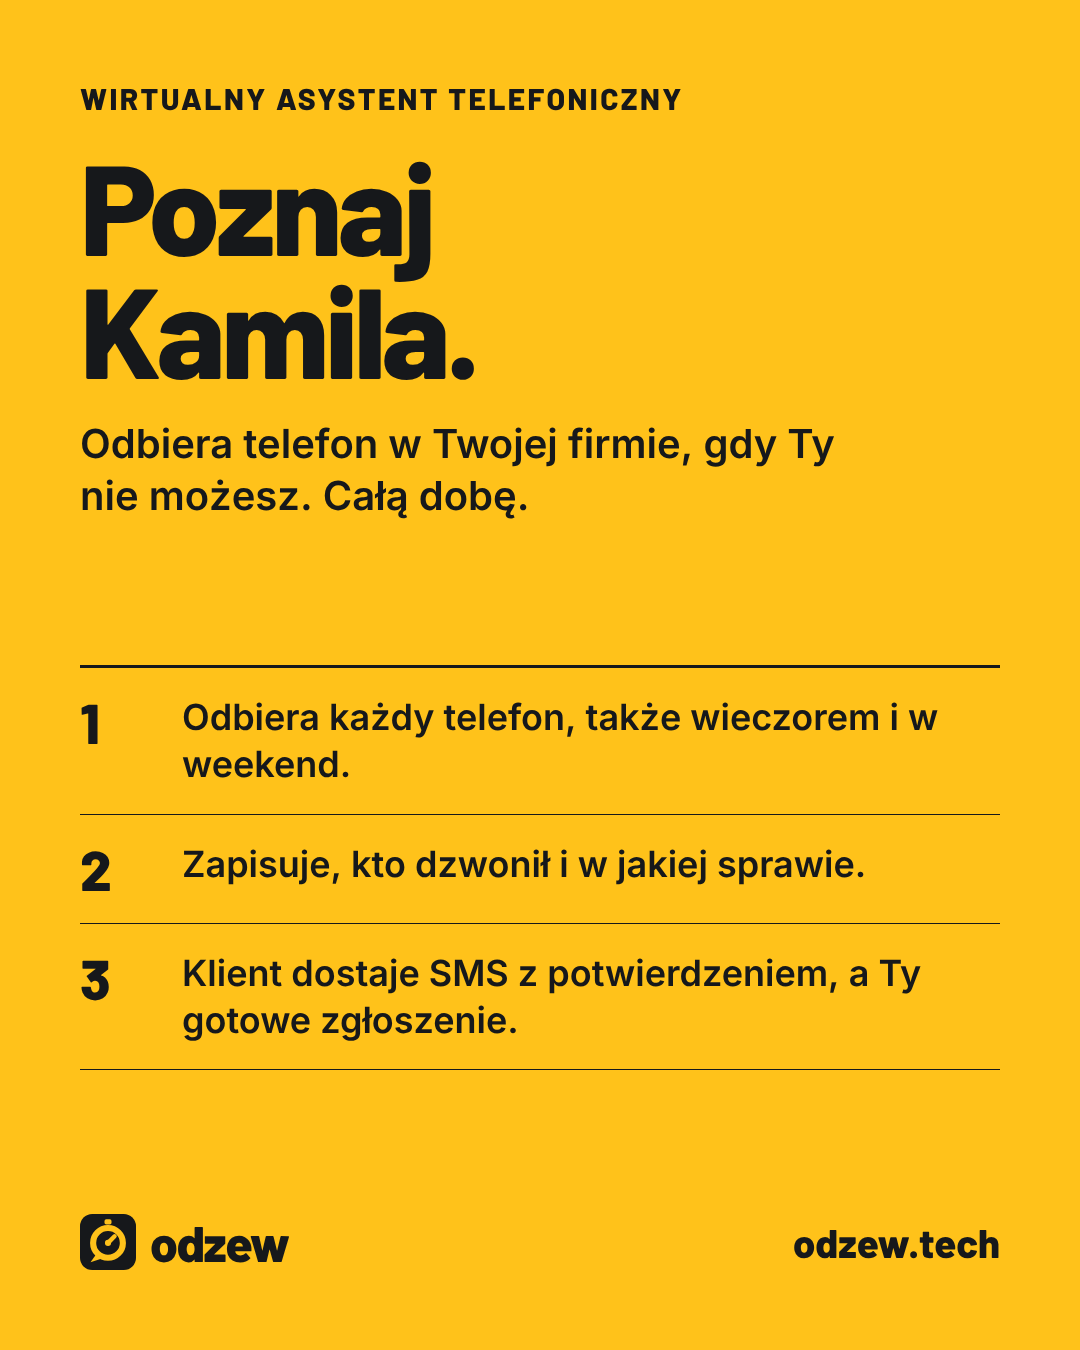 WIRTUALNY ASYSTENT TELEFONICZNY
Poznaj
Kamila.
Odbiera telefon w Twojej firmie, gdy Ty
nie możesz. Całą dobę.
1 Odbiera każdy telefon, także wieczorem i w
weekend.
2 Zapisuje, kto dzwonił i w jakiej sprawie.
3 Klient dostaje SMS z potwierdzeniem, a Ty
gotowe zgłoszenie.
odzew
odzew.tech